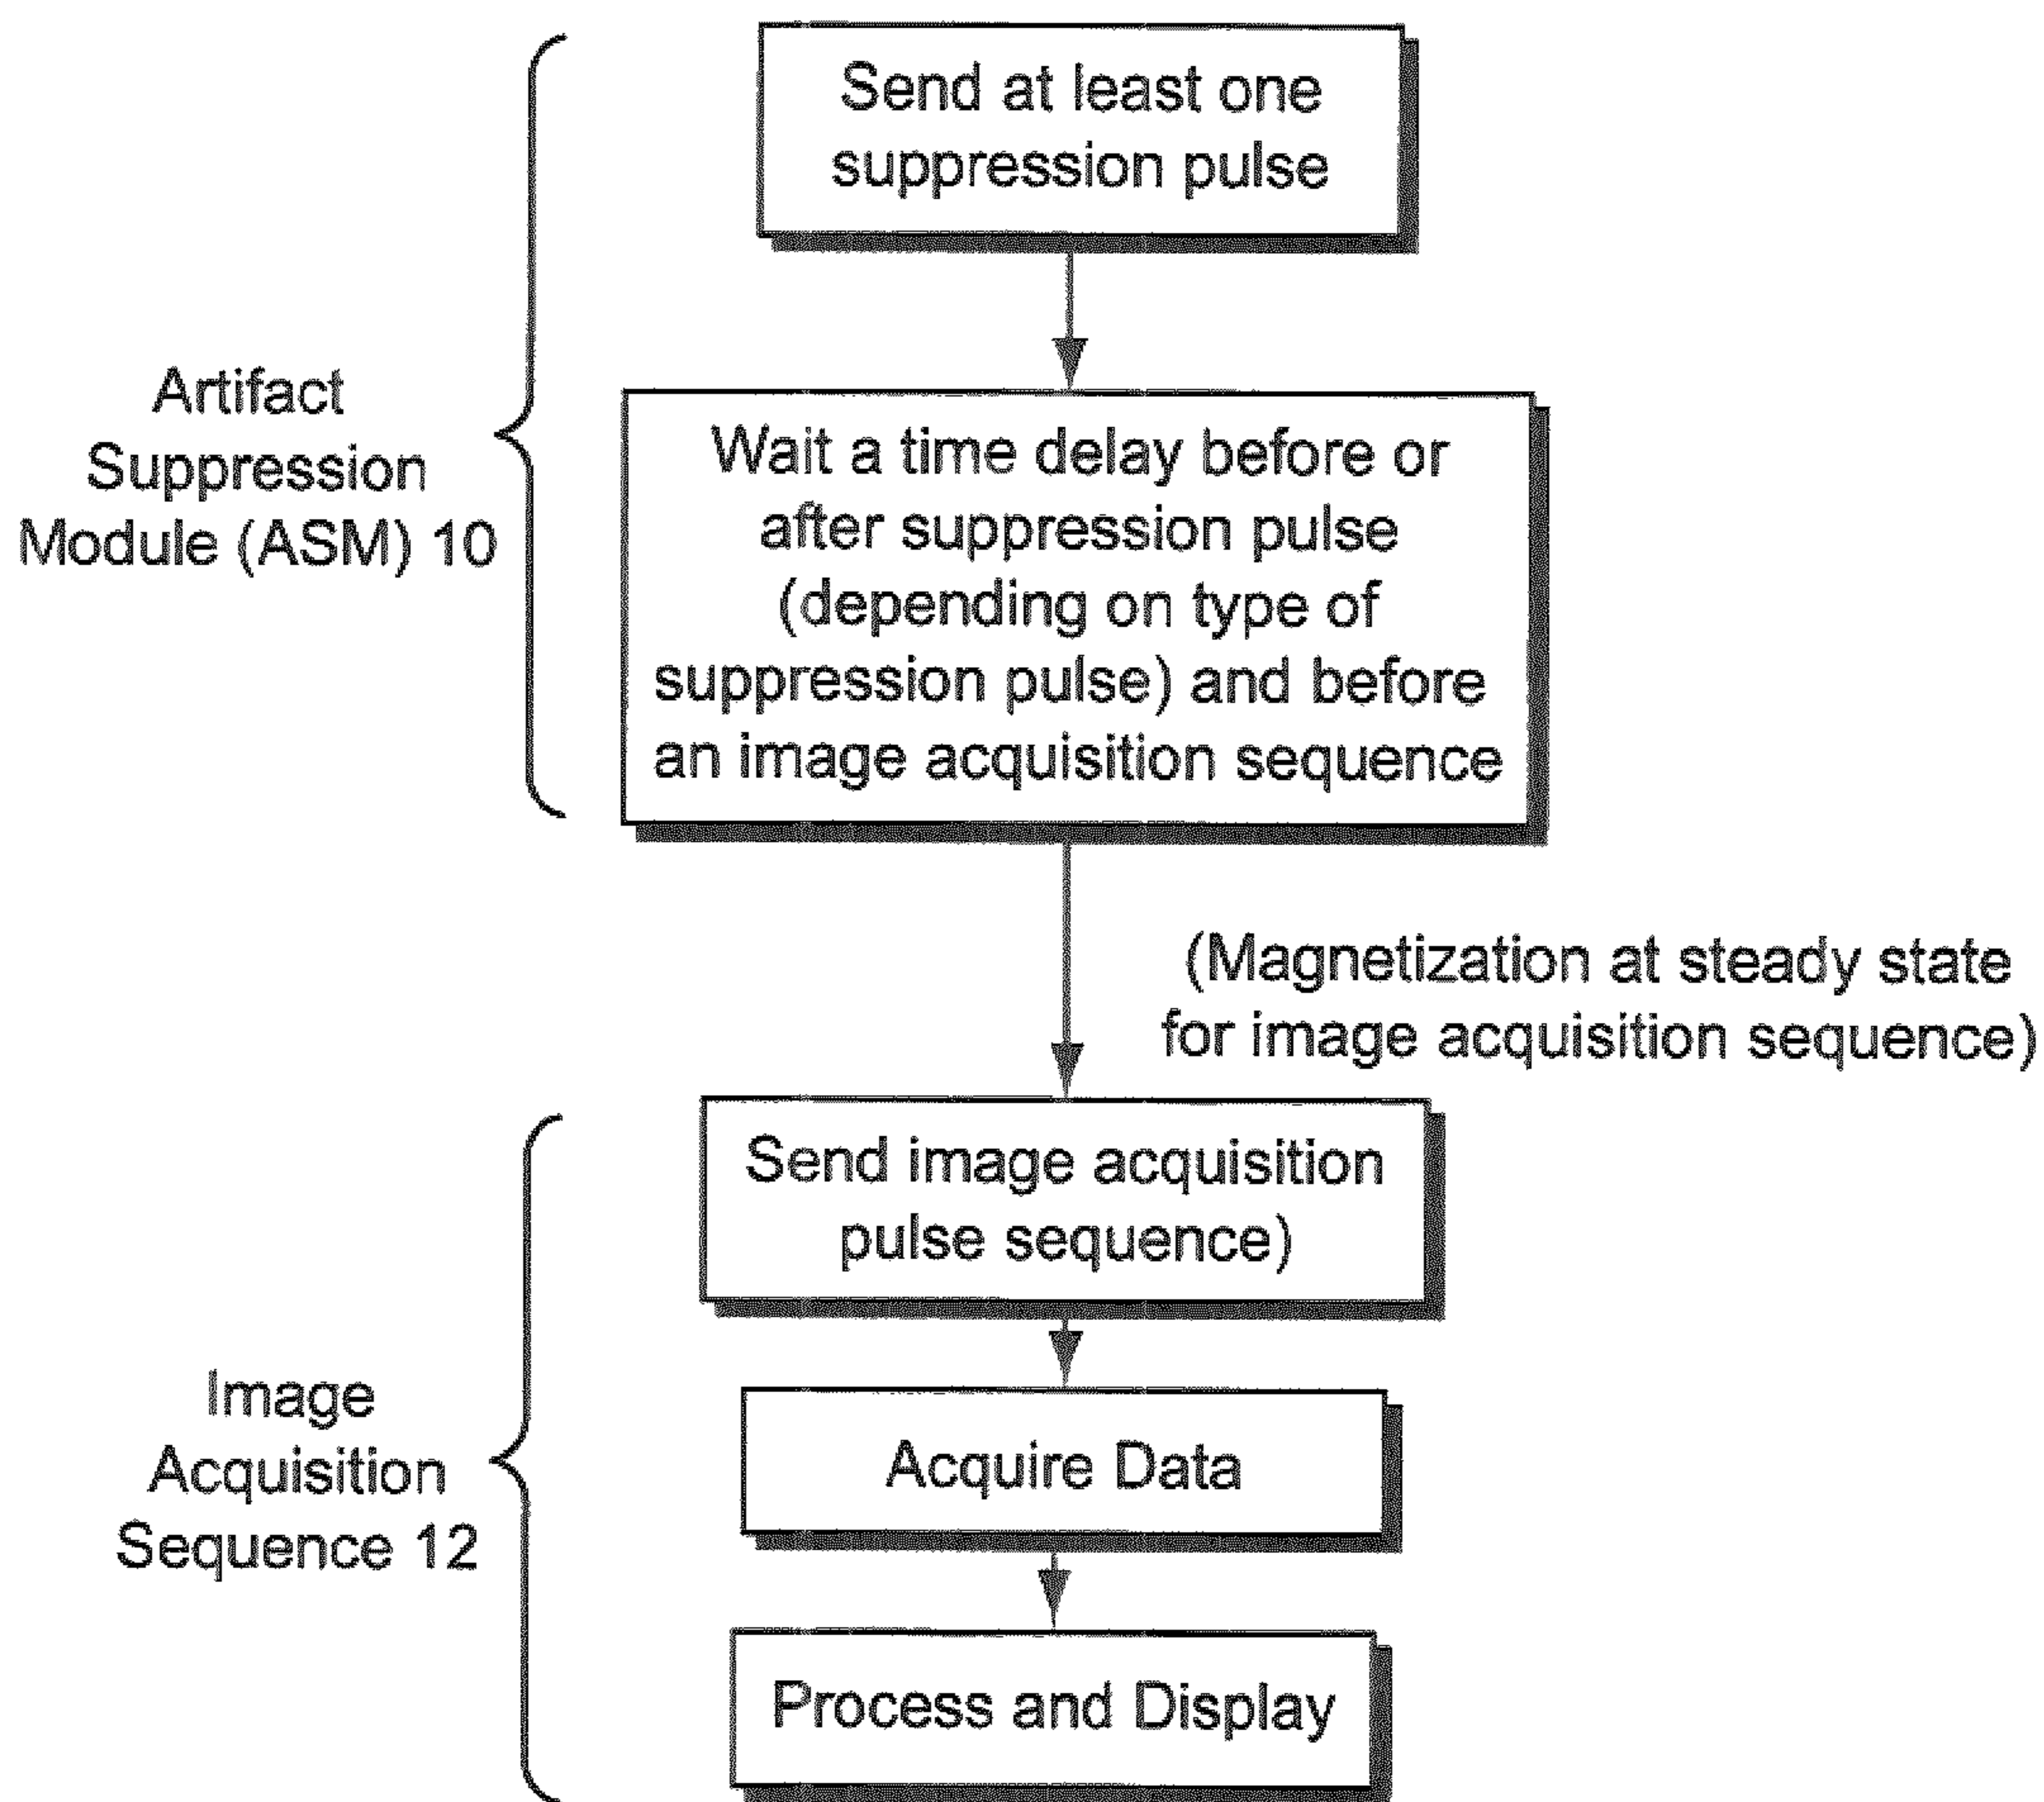 Send at least one
suppression pulse
Artifact
Suppression
Module (ASM) 10
Wait a time delay before or
after suppression pulse
(depending on type of
suppression pulse) and before
an image acquisition sequence
(Magnetization at steady state
for image acquisition sequence)
Send image acquisition
pulse sequence)
Image
Acquisition
Sequence 12
Acquire Data
Process and Display